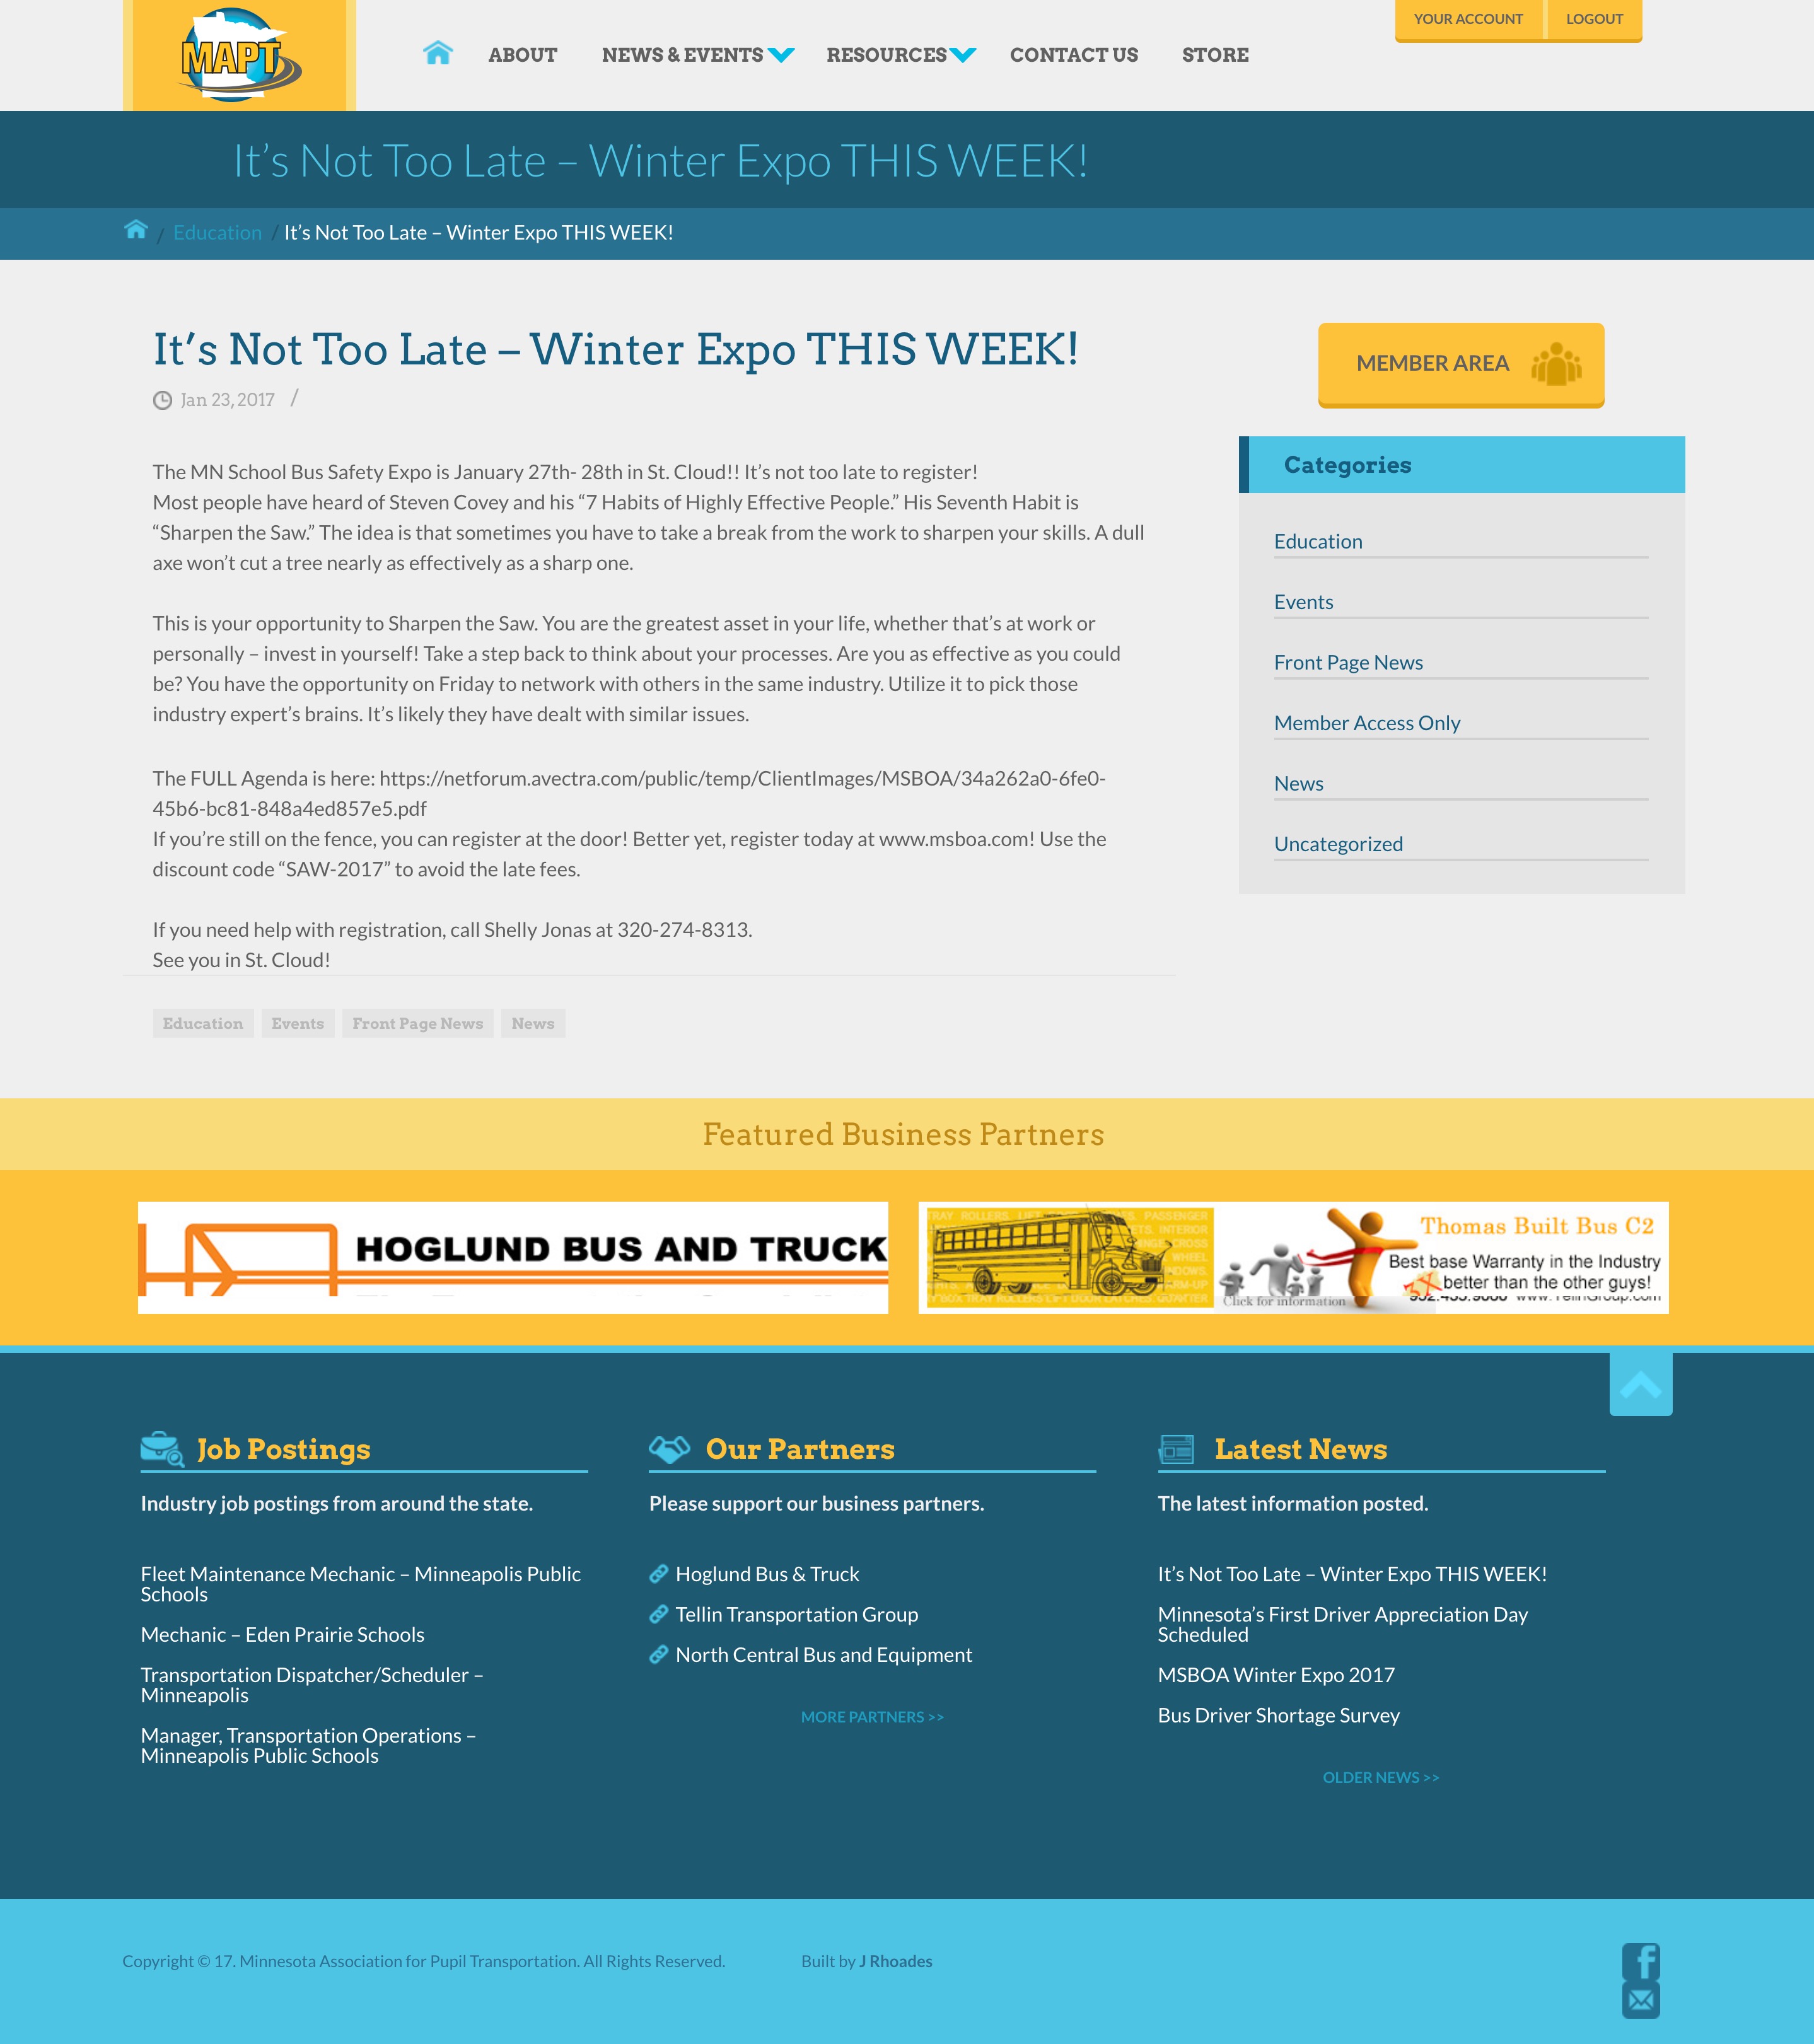 MAPT
ABOUT
NEWS & EVENTS
RESOURCES
CONTACT US
STORE
YOUR ACCOUNT
LOGOUT
It’s Not Too Late – Winter Expo THIS WEEK!
/ Education / It’s Not Too Late – Winter Expo THIS WEEK!
It’s Not Too Late – Winter Expo THIS WEEK!
Jan 23, 2017 /
The MN School Bus Safety Expo is January 27th- 28th in St. Cloud!! It’s not too late to register!
Most people have heard of Steven Covey and his “7 Habits of Highly Effective People.” His Seventh Habit is
“Sharpen the Saw.” The idea is that sometimes you have to take a break from the work to sharpen your skills. A dull
axe won’t cut a tree nearly as effectively as a sharp one.
This is your opportunity to Sharpen the Saw. You are the greatest asset in your life, whether that’s at work or
personally – invest in yourself! Take a step back to think about your processes. Are you as effective as you could
be? You have the opportunity on Friday to network with others in the same industry. Utilize it to pick those
industry expert’s brains. It’s likely they have dealt with similar issues.
The FULL Agenda is here: https://netforum.avectra.com/public/temp/ClientImages/MSBOA/34a262a0-6fe0-
45b6-bc81-848a4ed857e5.pdf
If you’re still on the fence, you can register at the door! Better yet, register today at www.msboa.com! Use the
discount code “SAW-2017” to avoid the late fees.
If you need help with registration, call Shelly Jonas at 320-274-8313.
See you in St. Cloud!
Education
Events
Front Page News
News
MEMBER AREA
Categories
Education
Events
Front Page News
Member Access Only
News
Uncategorized
Featured Business Partners
HOGLUND BUS AND TRUCK
Thomas Built Bus C2
Best base Warranty in the Industry
better than the other guys!
Click for information
www.TellinGroup.com
Job Postings
Industry job postings from around the state.
Fleet Maintenance Mechanic – Minneapolis Public
Schools
Mechanic – Eden Prairie Schools
Transportation Dispatcher/Scheduler –
Minneapolis
Manager, Transportation Operations –
Minneapolis Public Schools
Our Partners
Please support our business partners.
Hoglund Bus & Truck
Tellin Transportation Group
North Central Bus and Equipment
MORE PARTNERS >>
Latest News
The latest information posted.
It’s Not Too Late – Winter Expo THIS WEEK!
Minnesota’s First Driver Appreciation Day
Scheduled
MSBOA Winter Expo 2017
Bus Driver Shortage Survey
OLDER NEWS >>
Copyright © 17. Minnesota Association for Pupil Transportation. All Rights Reserved.
Built by J Rhoades